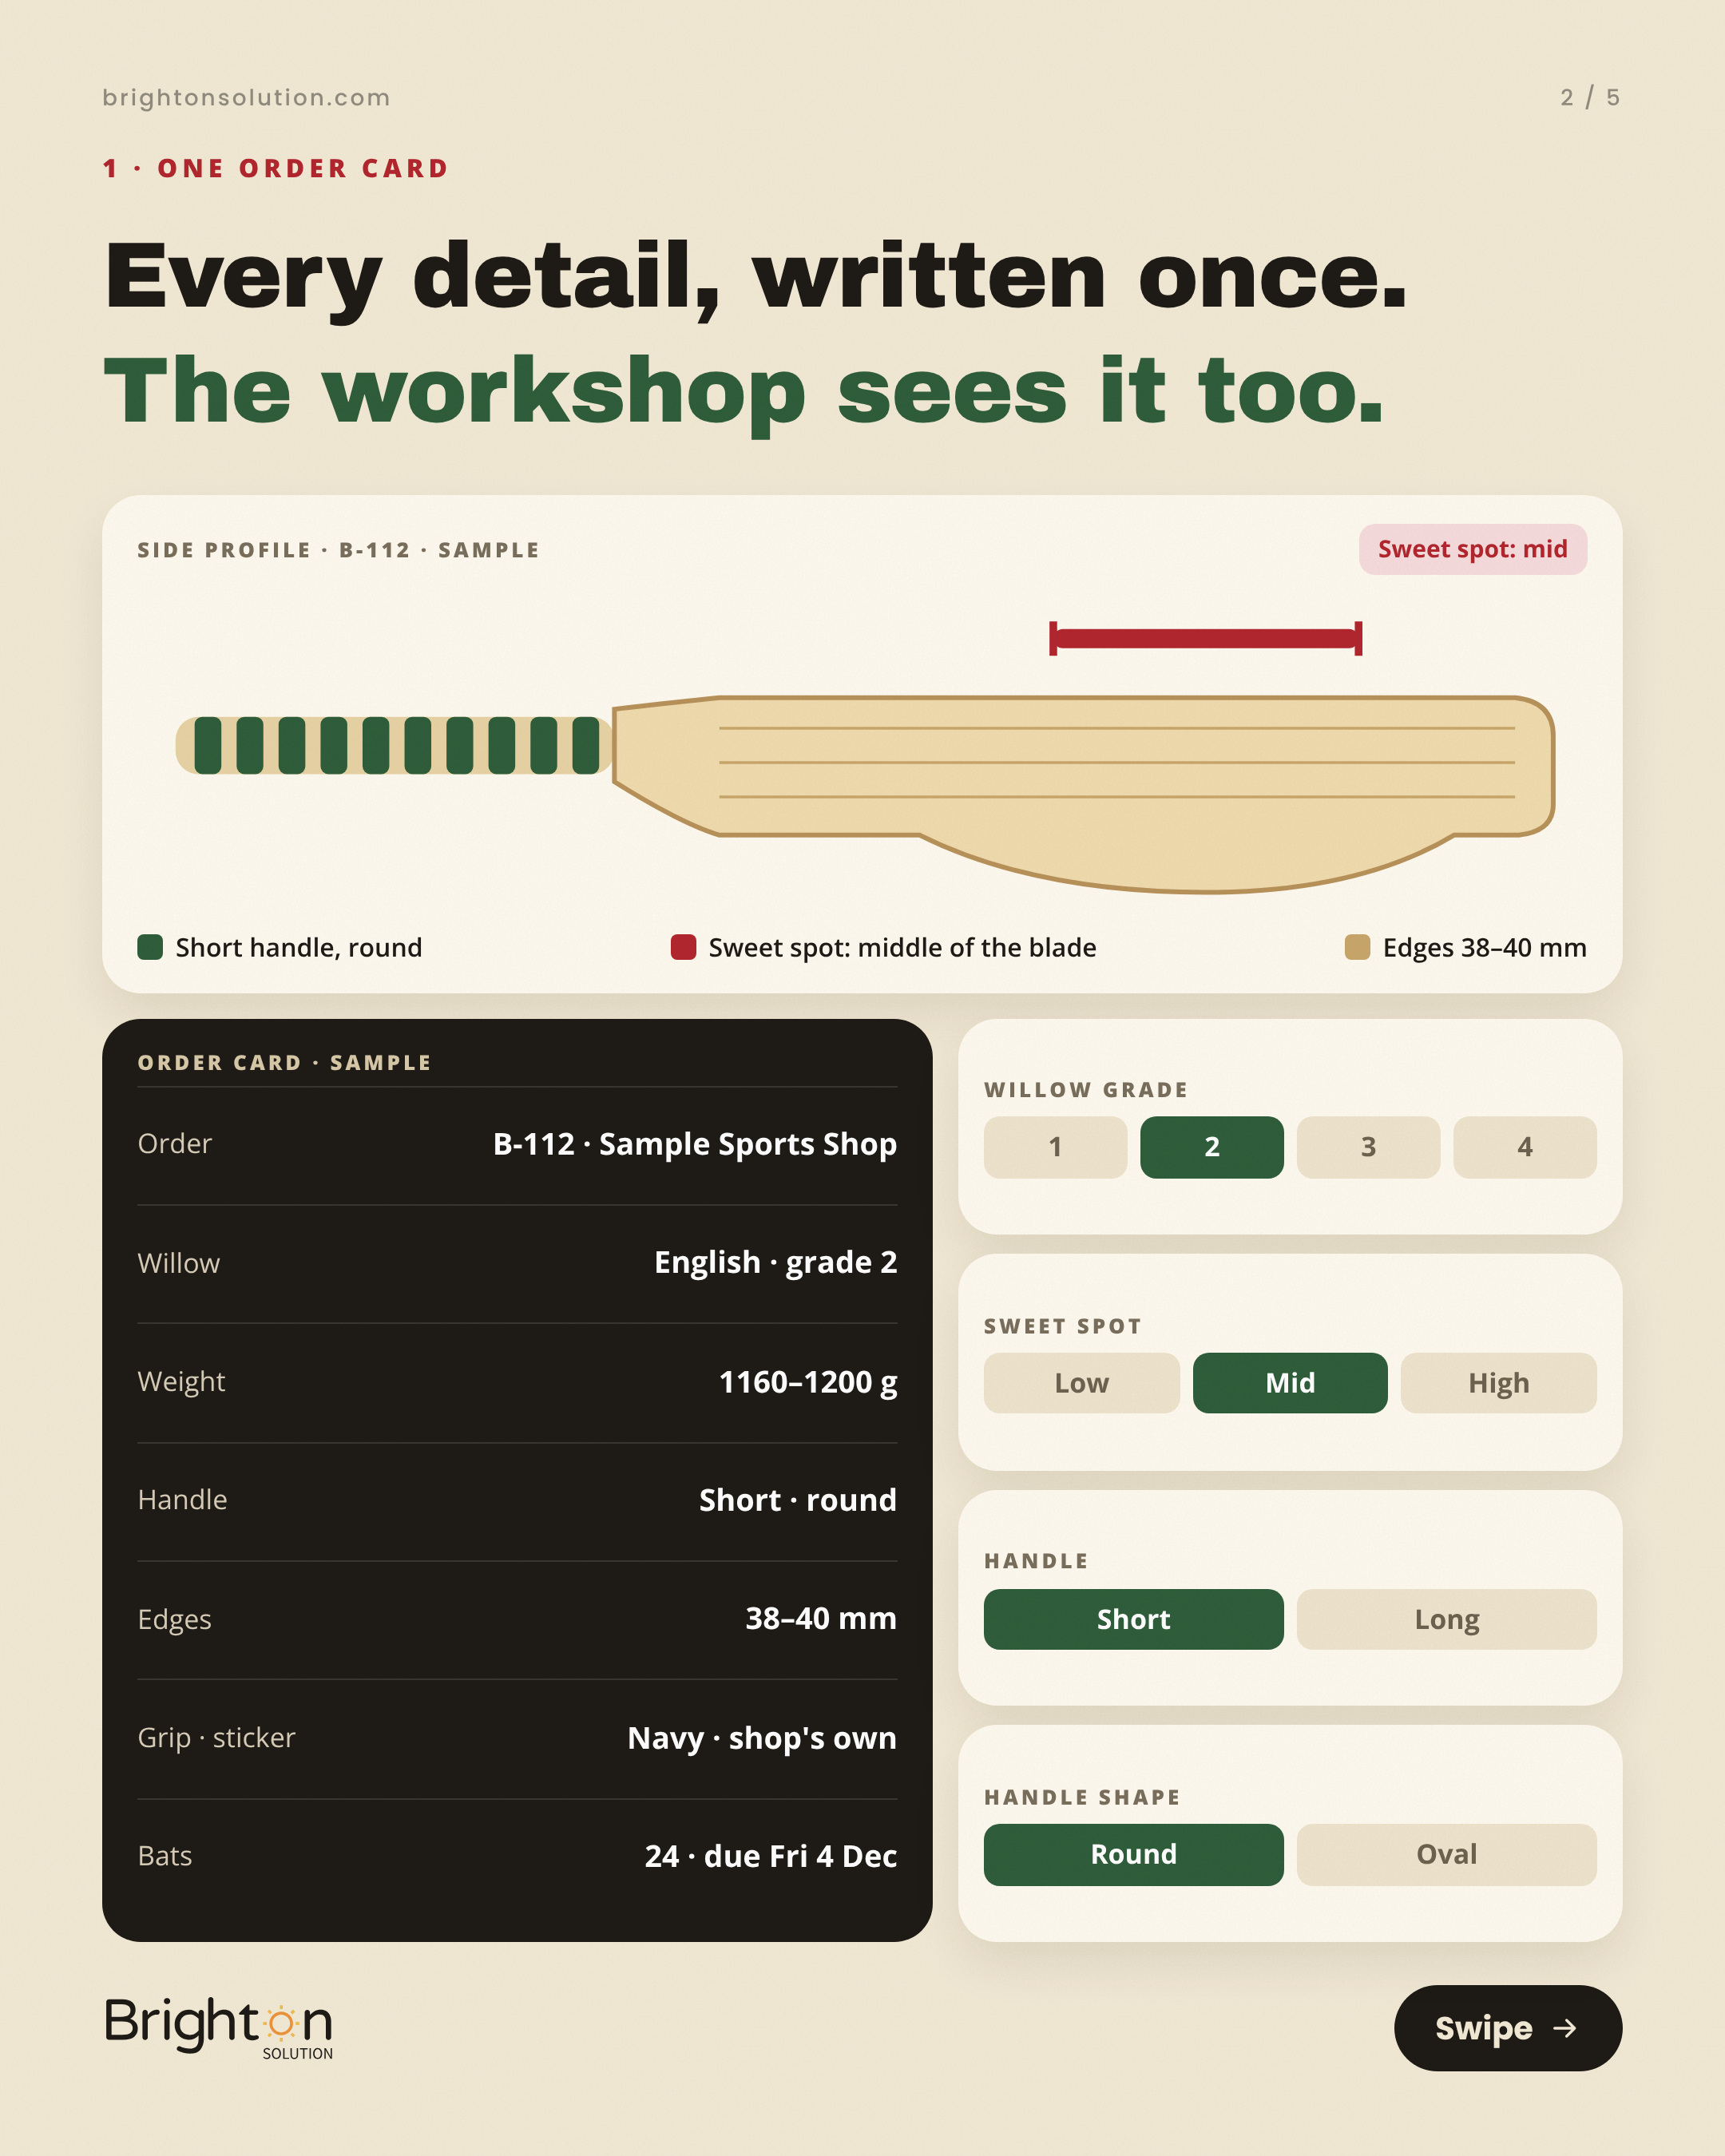 brightonsolution.com
2 / 5
1 · ONE ORDER CARD
Every detail, written once.
The workshop sees it too.
SIDE PROFILE · B-112 · SAMPLE
Sweet spot: mid
Short handle, round
Sweet spot: middle of the blade
Edges 38–40 mm
ORDER CARD · SAMPLE
Order B-112 · Sample Sports Shop
Willow English · grade 2
Weight 1160–1200 g
Handle Short · round
Edges 38–40 mm
Grip · sticker Navy · shop's own
Bats 24 · due Fri 4 Dec
WILLOW GRADE
1 2 3 4
SWEET SPOT
Low Mid High
HANDLE
Short Long
HANDLE SHAPE
Round Oval
Brighton
SOLUTION
Swipe →